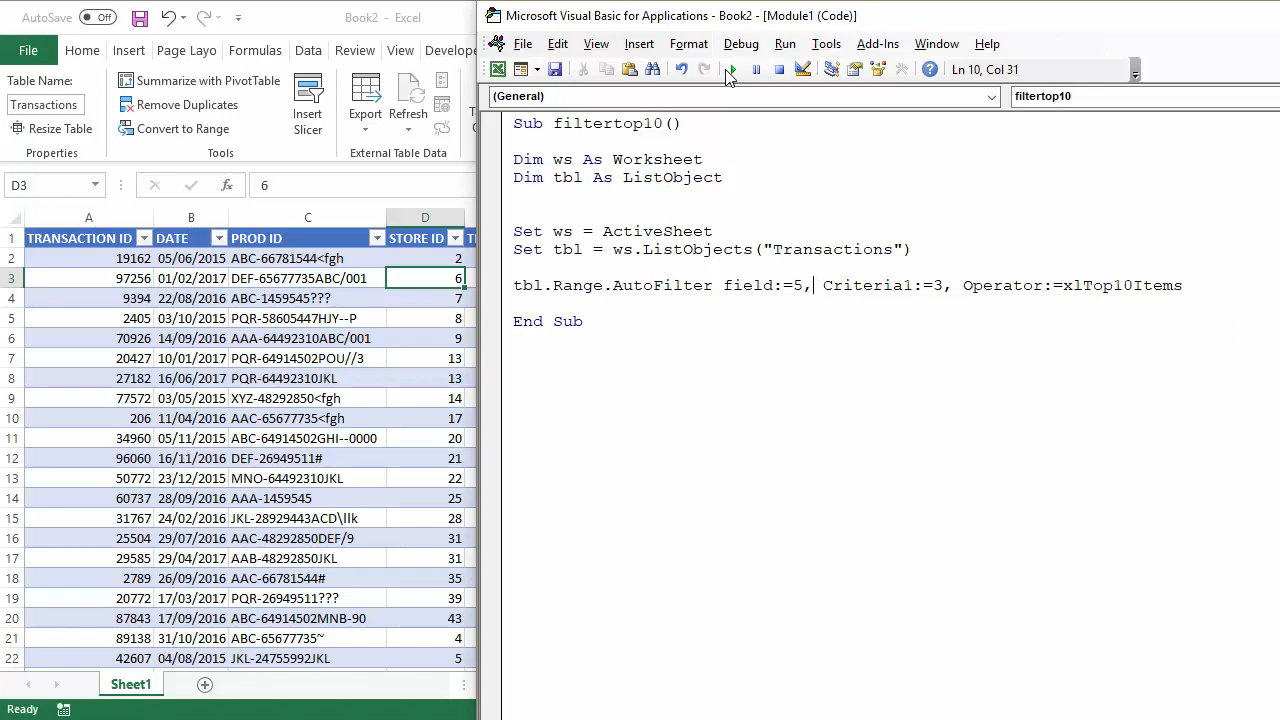 AutoSave Off Book2 - Excel
File Home Insert Page Layo Formulas Data Review View Develope
Table Name:
Transactions
Resize Table
Properties
Summarize with PivotTable
Remove Duplicates
Convert to Range
Tools
Insert
Slicer
Export Refresh
External Table Data
D3 fx 6
A B C D
1 TRANSACTION ID DATE PROD ID STORE ID
2 19162 05/06/2015 ABC-66781544<fgh 2
3 97256 01/02/2017 DEF-65677735ABC/001 6
4 9394 22/08/2016 ABC-1459545??? 7
5 2405 03/10/2015 PQR-58605447HJY--P 8
6 70926 14/09/2016 AAA-64492310ABC/001 9
7 20427 10/01/2017 PQR-64914502POU//3 13
8 27182 16/06/2017 PQR-64492310JKL 13
9 77572 03/05/2015 XYZ-48292850<fgh 14
10 206 11/04/2016 AAC-65677735<fgh 17
11 34960 05/11/2015 ABC-64914502GHI--0000 20
12 96060 16/11/2016 DEF-26949511# 21
13 50772 23/12/2015 MNO-64492310JKL 22
14 60737 28/09/2016 AAA-1459545 25
15 31767 24/02/2016 JKL-28929443ACD\llk 28
16 25504 29/07/2016 AAC-48292850DEF/9 31
17 29585 29/04/2017 AAB-48292850JKL 31
18 2789 26/09/2016 AAC-66781544# 35
19 20772 17/03/2017 PQR-26949511??? 39
20 87843 17/09/2016 ABC-64914502MNB-90 43
21 89138 31/10/2016 ABC-65677735~ 4
22 42607 04/08/2015 JKL-24755992JKL 5
Sheet1
Ready
Microsoft Visual Basic for Applications - Book2 - [Module1 (Code)]
File Edit View Insert Format Debug Run Tools Add-Ins Window Help
Ln 10, Col 31
(General) filtertop10
Sub filtertop10()
Dim ws As Worksheet
Dim tbl As ListObject
Set ws = ActiveSheet
Set tbl = ws.ListObjects("Transactions")
tbl.Range.AutoFilter field:=5, Criteria1:=3, Operator:=xlTop10Items
End Sub